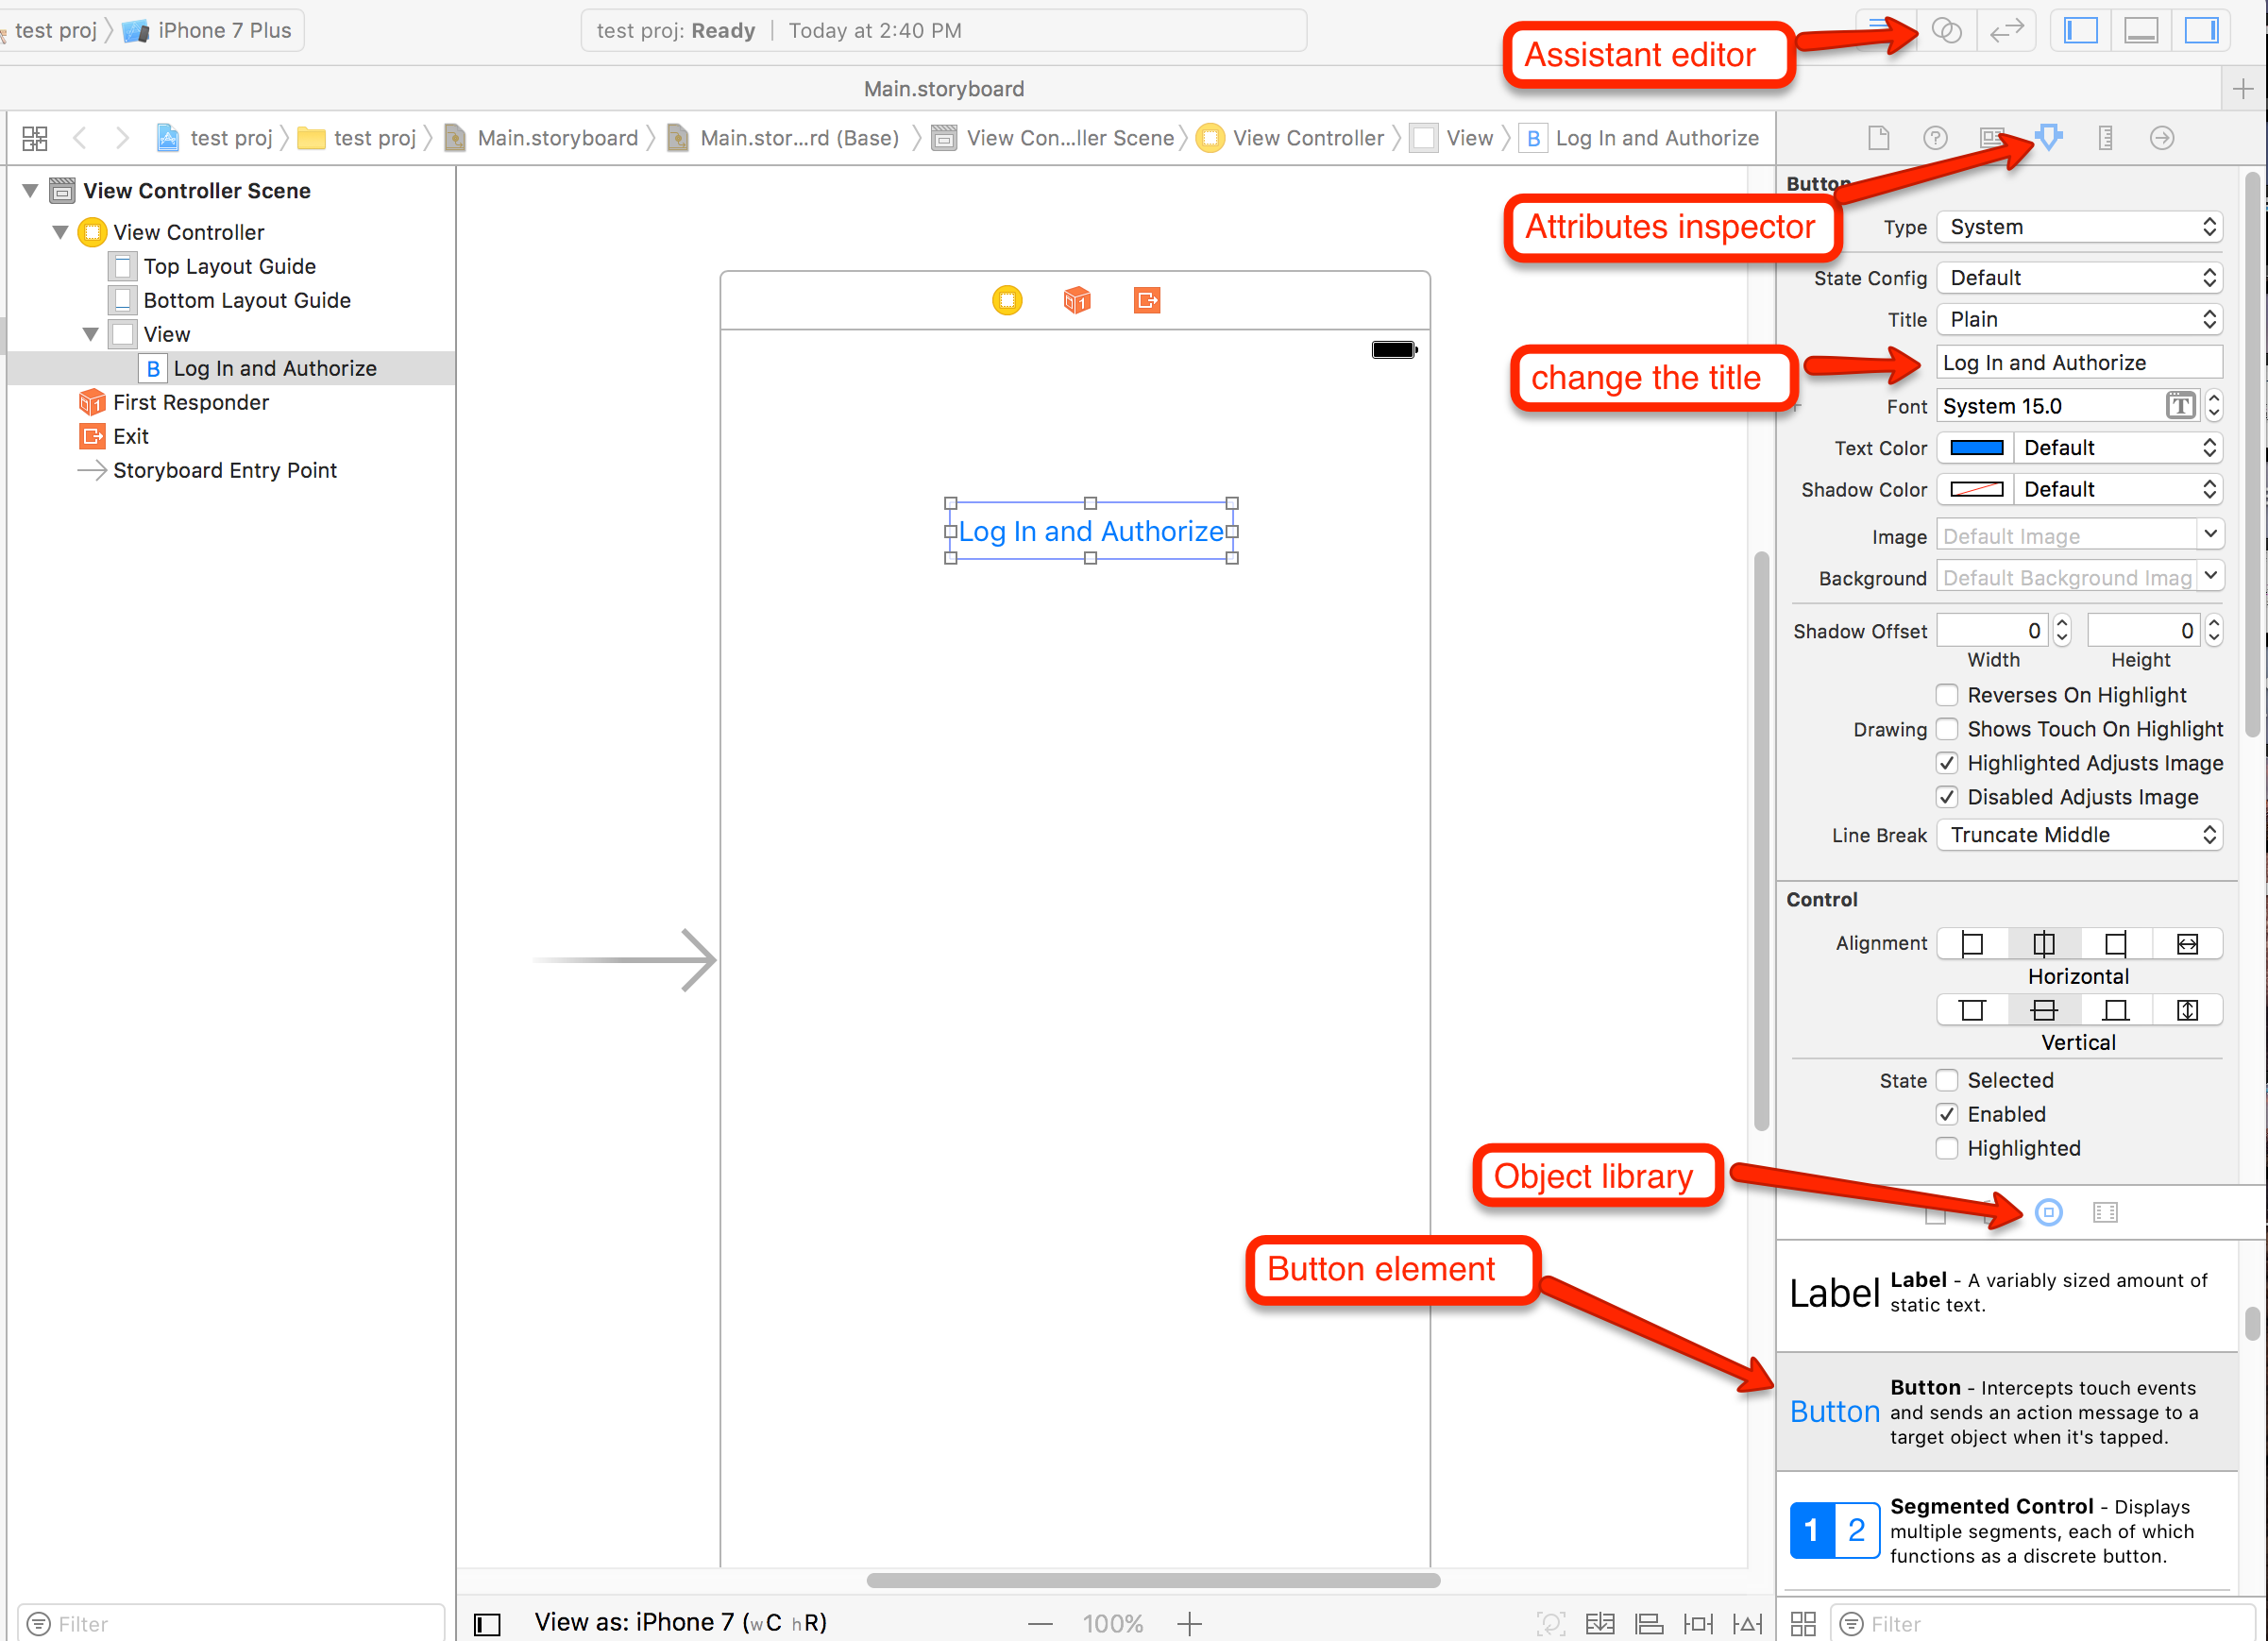 test proj
iPhone 7 Plus
test proj: Ready | Today at 2:40 PM
Assistant editor
Main.storyboard
test proj
test proj
Main.storyboard
Main.stor...rd (Base)
View Con...ller Scene
View Controller
View
B Log In and Authorize
View Controller Scene
View Controller
Top Layout Guide
Bottom Layout Guide
View
B Log In and Authorize
First Responder
Exit
Storyboard Entry Point
Log In and Authorize
Attributes inspector
change the title
Object library
Button element
Button
Type System
State Config Default
Title Plain
Log In and Authorize
Font System 15.0
Text Color Default
Shadow Color Default
Image Default Image
Background Default Background Imag
Shadow Offset 0 0
Width Height
Reverses On Highlight
Drawing Shows Touch On Highlight
Highlighted Adjusts Image
Disabled Adjusts Image
Line Break Truncate Middle
Control
Alignment
Horizontal
Vertical
State Selected
Enabled
Highlighted
Label
Label - A variably sized amount of
static text.
Button
Button - Intercepts touch events
and sends an action message to a
target object when it's tapped.
1 2
Segmented Control - Displays
multiple segments, each of which
functions as a discrete button.
Filter
View as: iPhone 7 (wC hR)
100%
Filter